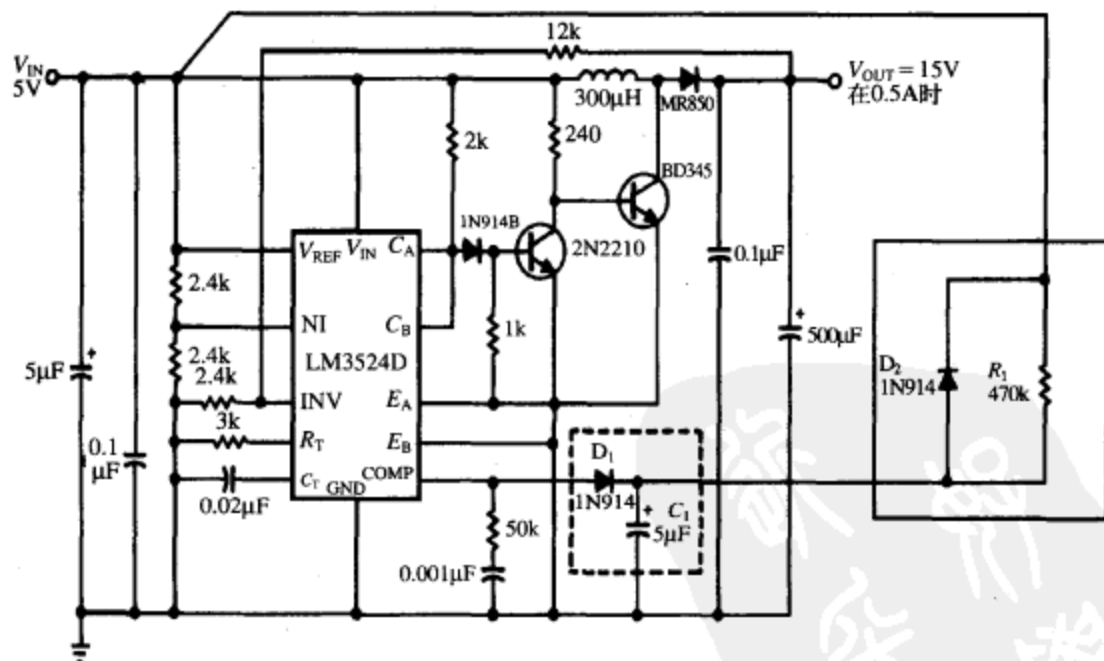 12k
V_IN
5V
V_OUT = 15V
在0.5A时
300μH
MR850
2k
240
BD345
1N914B
2N2210
V_REF
V_IN
C_A
0.1μF
2.4k
NI
C_B
1k
500μF
LM3524D
5μF
2.4k
2.4k
D_2
1N914
R_1
470k
INV
E_A
3k
R_T
E_B
0.1
μF
D_1
C_T
GND
COMP
0.02μF
1N914
C_1
5μF
50k
0.001μF